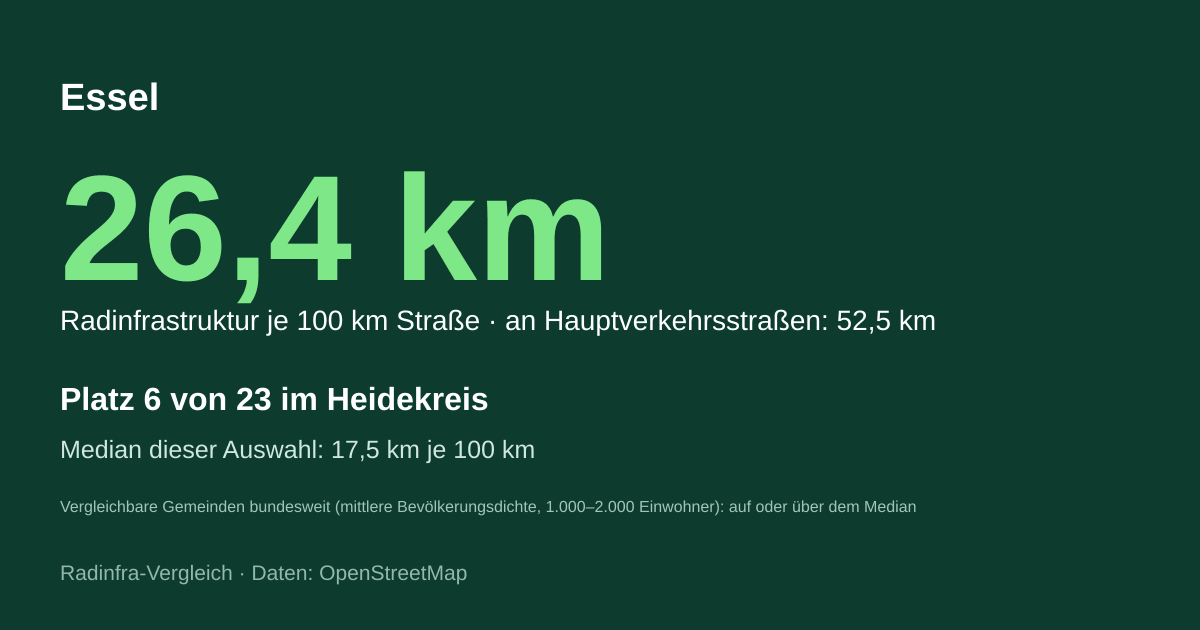 Essel
26,4 km
Radinfrastruktur je 100 km Straße · an Hauptverkehrsstraßen: 52,5 km
Platz 6 von 23 im Heidekreis
Median dieser Auswahl: 17,5 km je 100 km
Vergleichbare Gemeinden bundesweit (mittlere Bevölkerungsdichte, 1.000–2.000 Einwohner): auf oder über dem Median
Radinfra-Vergleich · Daten: OpenStreetMap